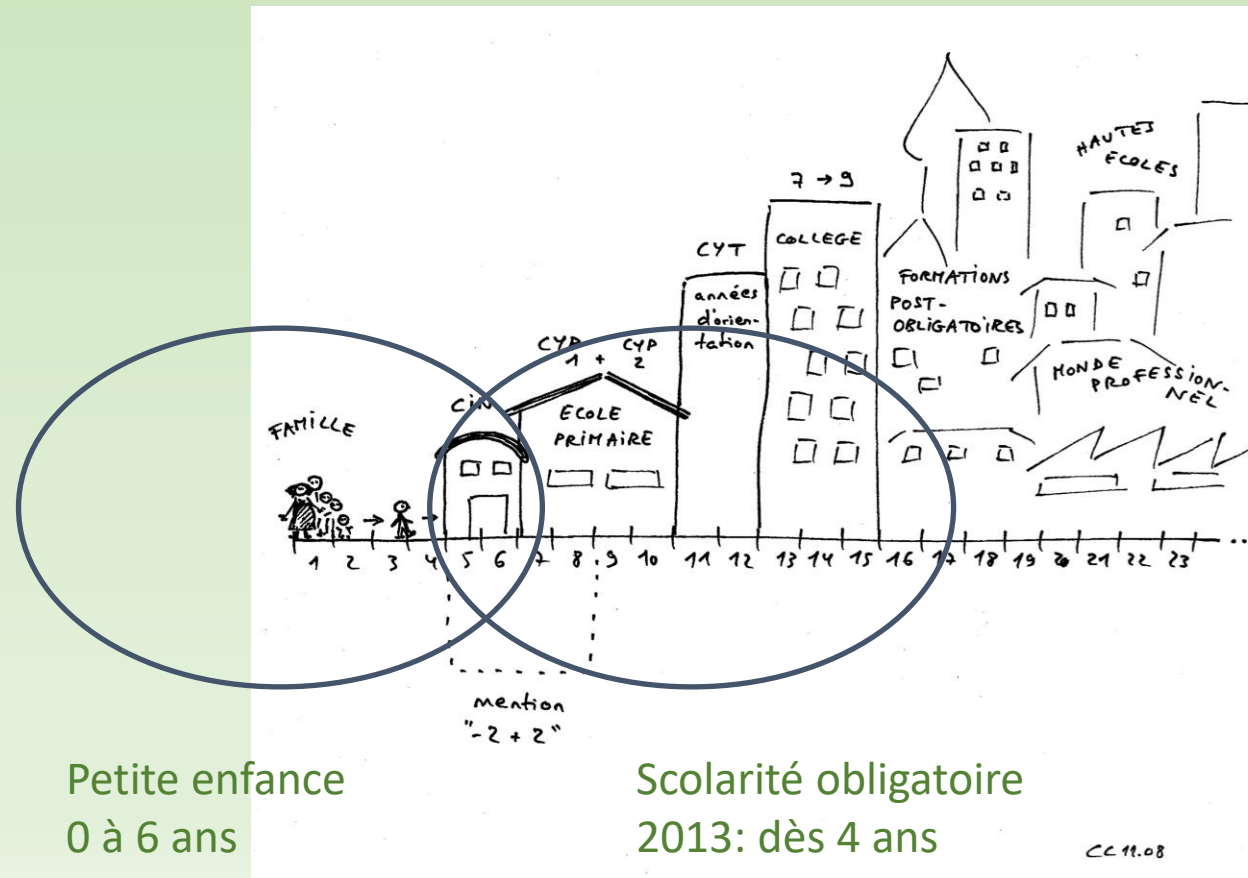 HAUTES
ECOLES
7 → 9
COLLEGE
CYT
années
d'orien-
tation
FORMATIONS
POST-
OBLIGATOIRES
MONDE
PROFESSION-
NEL
CYP CYP
1 + 2
CIN
ECOLE
PRIMAIRE
FAMILLE
1 2 3 4 5 6 7 8 9 10 11 12 13 14 15 16 17 18 19 20 21 22 23 ...
mention
"-2 + 2"
Petite enfance
0 à 6 ans
Scolarité obligatoire
2013: dès 4 ans
CC 11.08